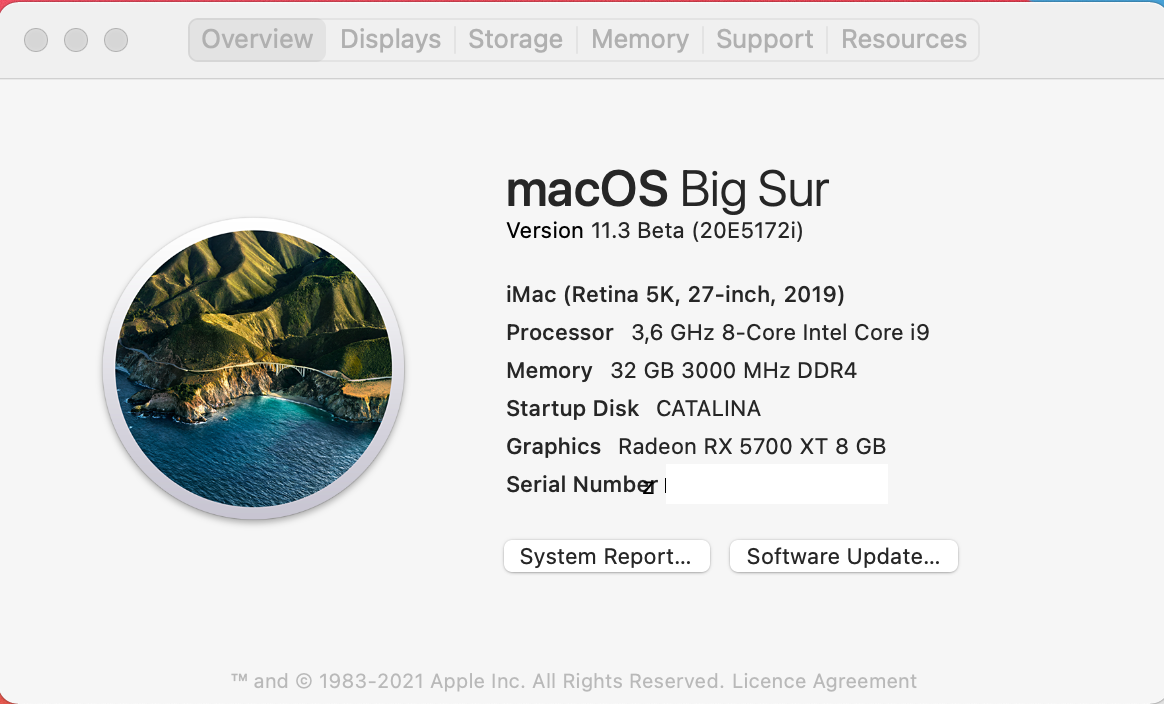 Overview Displays Storage Memory Support Resources
macOS Big Sur
Version 11.3 Beta (20E5172i)
iMac (Retina 5K, 27-inch, 2019)
Processor 3,6 GHz 8-Core Intel Core i9
Memory 32 GB 3000 MHz DDR4
Startup Disk CATALINA
Graphics Radeon RX 5700 XT 8 GB
Serial Number
System Report... Software Update...
™ and © 1983-2021 Apple Inc. All Rights Reserved. Licence Agreement